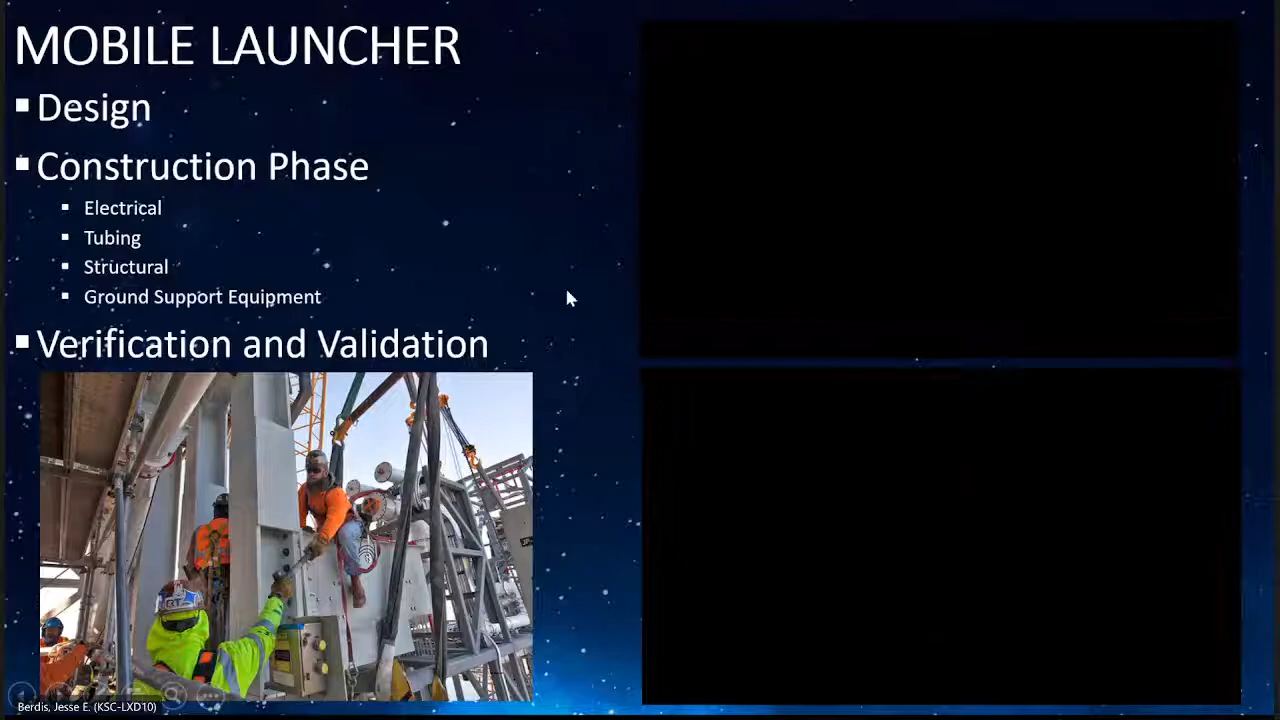 MOBILE LAUNCHER
▪ Design
▪ Construction Phase
▪ Electrical
▪ Tubing
▪ Structural
▪ Ground Support Equipment
▪ Verification and Validation
Berdis, Jesse E. (KSC-LXD10)